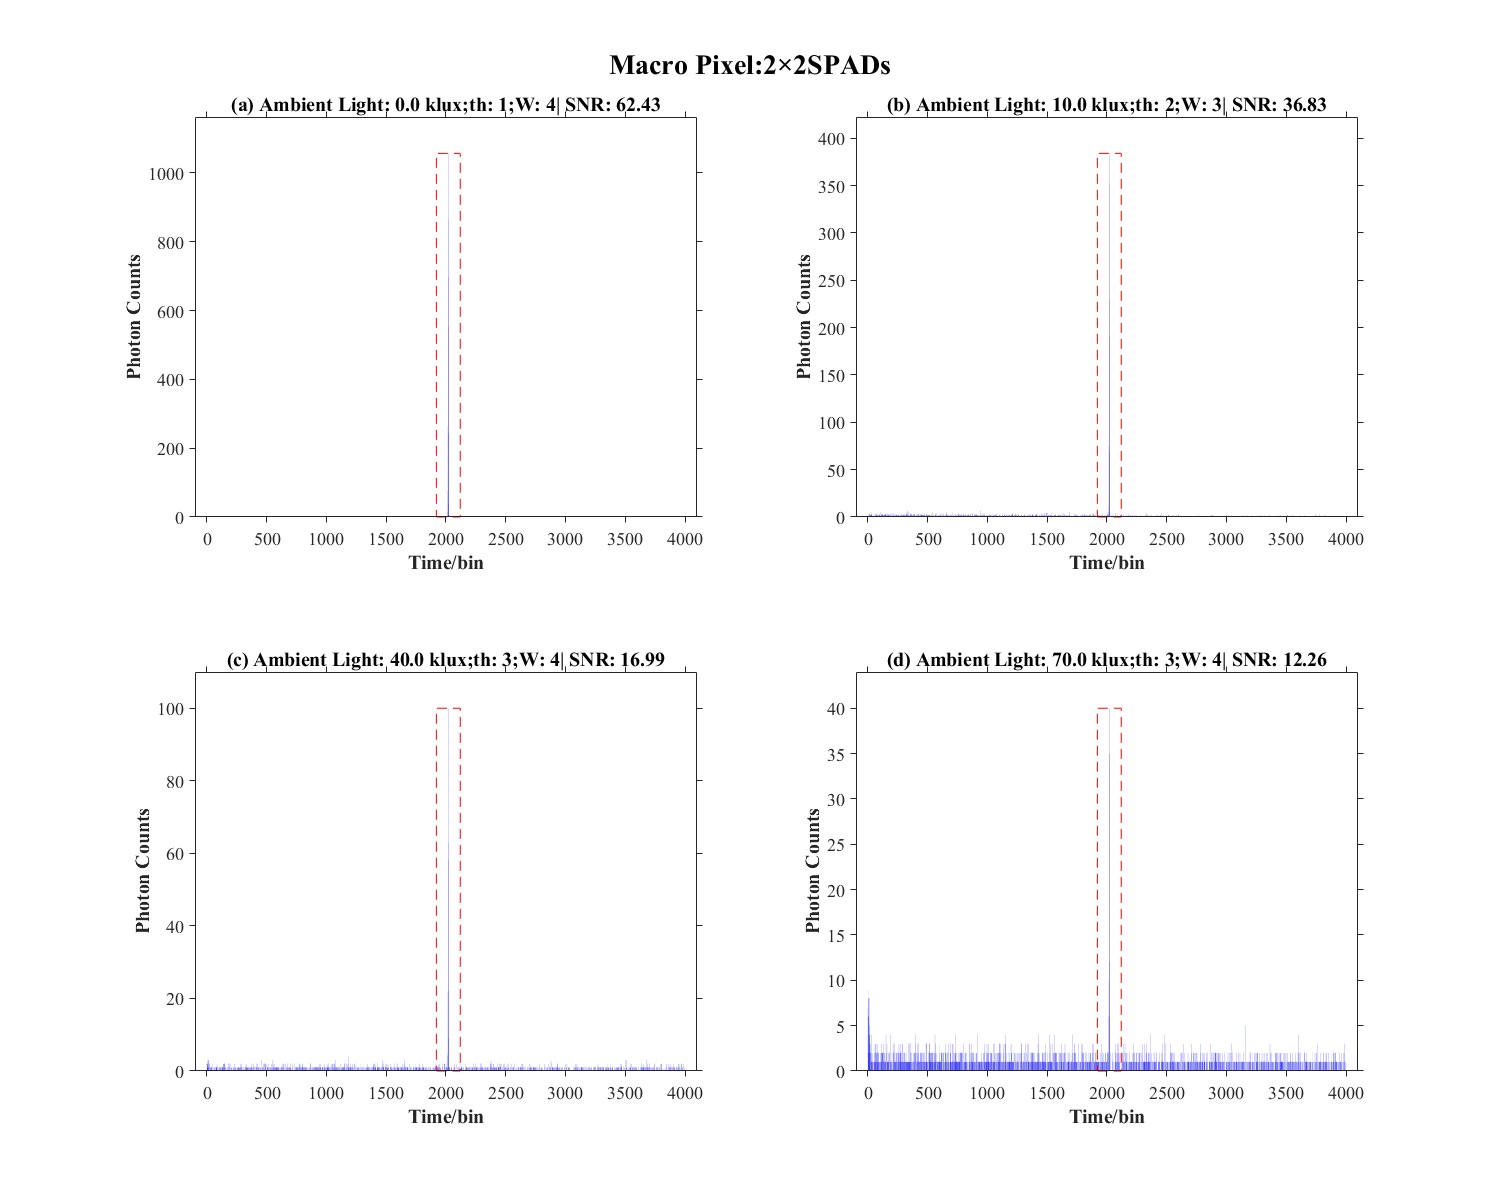 Macro Pixel:2×2SPADs
(a) Ambient Light: 0.0 klux;th: 1;W: 4| SNR: 62.43
1000
800
600
400
200
0
Photon Counts
0 500 1000 1500 2000 2500 3000 3500 4000
Time/bin
(b) Ambient Light: 10.0 klux;th: 2;W: 3| SNR: 36.83
400
350
300
250
200
150
100
50
0
Photon Counts
0 500 1000 1500 2000 2500 3000 3500 4000
Time/bin
(c) Ambient Light: 40.0 klux;th: 3;W: 4| SNR: 16.99
100
80
60
40
20
0
Photon Counts
0 500 1000 1500 2000 2500 3000 3500 4000
Time/bin
(d) Ambient Light: 70.0 klux;th: 3;W: 4| SNR: 12.26
40
35
30
25
20
15
10
5
0
Photon Counts
0 500 1000 1500 2000 2500 3000 3500 4000
Time/bin